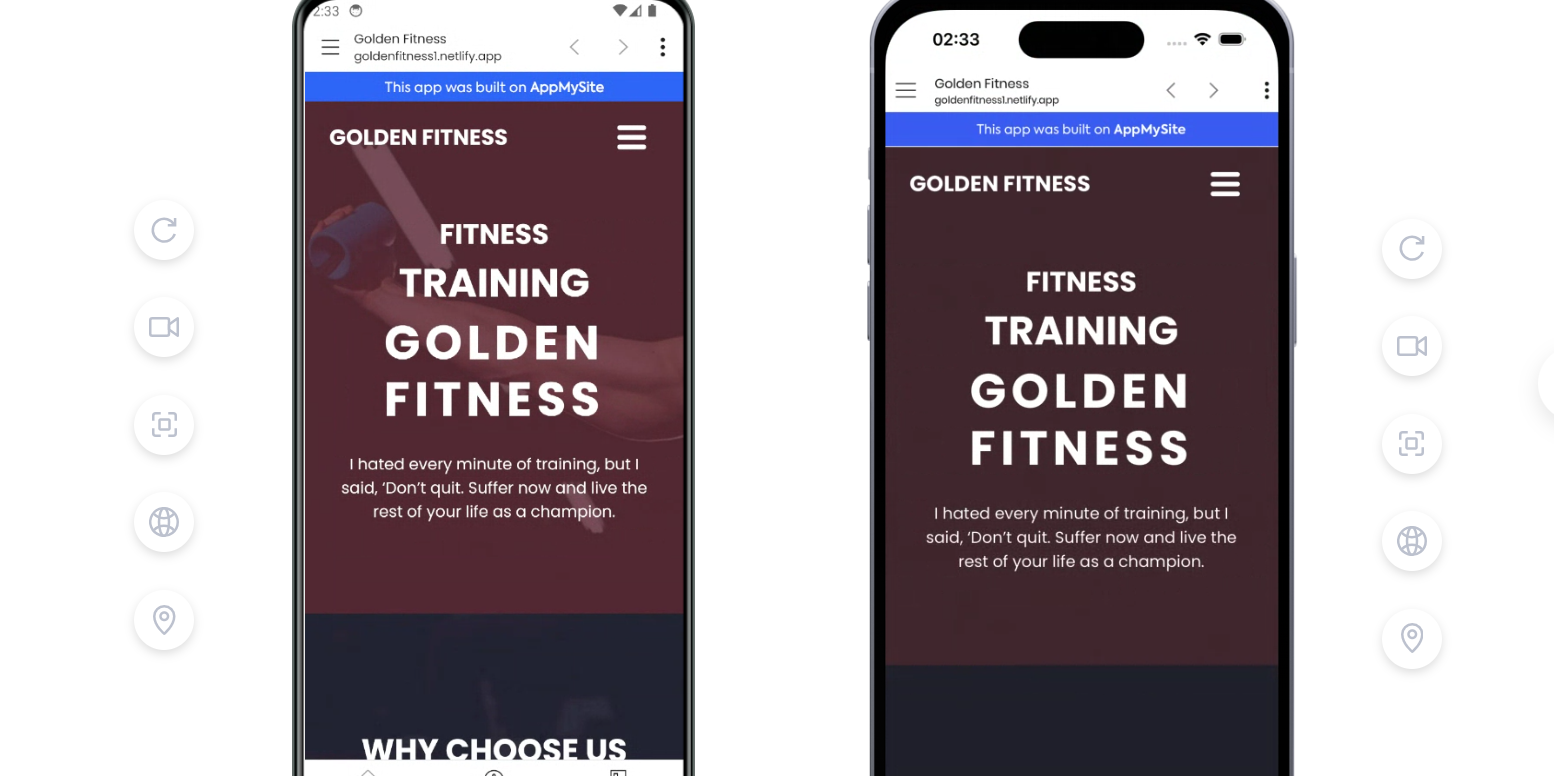 2:33
Golden Fitness
goldenfitness1.netlify.app
This app was built on AppMySite
GOLDEN FITNESS
FITNESS
TRAINING
GOLDEN
FITNESS
I hated every minute of training, but I
said, ‘Don’t quit. Suffer now and live the
rest of your life as a champion.
WHY CHOOSE US
02:33
Golden Fitness
goldenfitness1.netlify.app
This app was built on AppMySite
GOLDEN FITNESS
FITNESS
TRAINING
GOLDEN
FITNESS
I hated every minute of training, but I
said, ‘Don’t quit. Suffer now and live the
rest of your life as a champion.